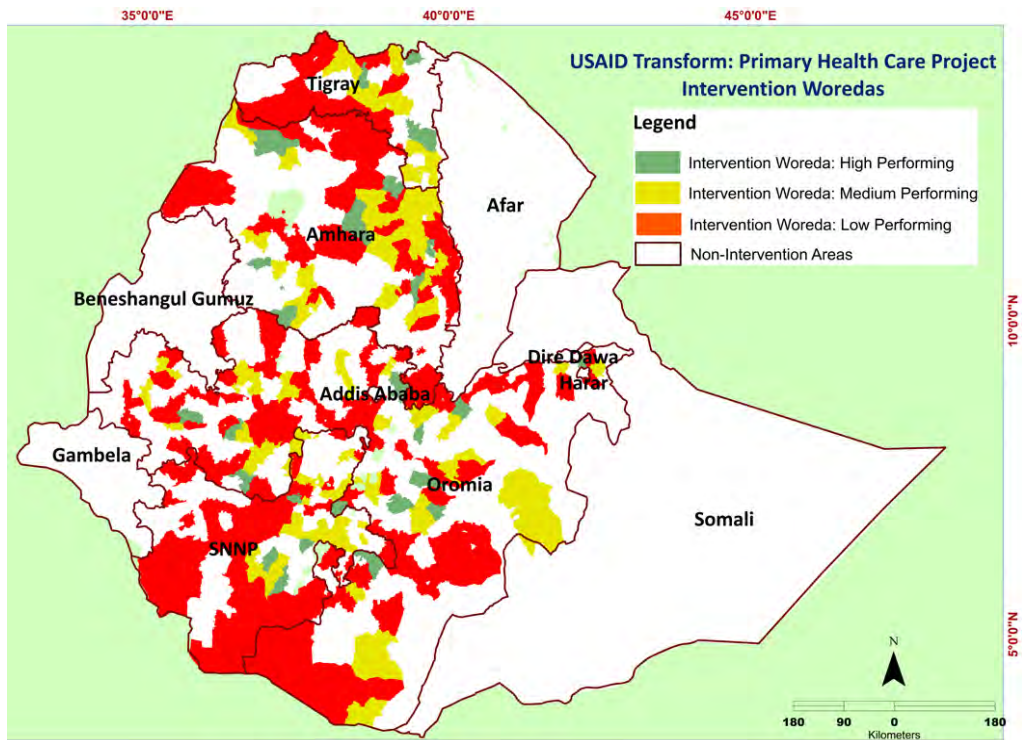 35°0'0"E
40°0'0"E
45°0'0"E
USAID Transform: Primary Health Care Project
Intervention Woredas
Legend
Intervention Woreda: High Performing
Intervention Woreda: Medium Performing
Intervention Woreda: Low Performing
Non-Intervention Areas
Tigray
Afar
Amhara
Beneshangul Gumuz
10°0'0"N
Dire Dawa
Harar
Addis Ababa
Gambela
Oromia
Somali
SNNP
5°0'0"N
N
180 90 0 180
Kilometers